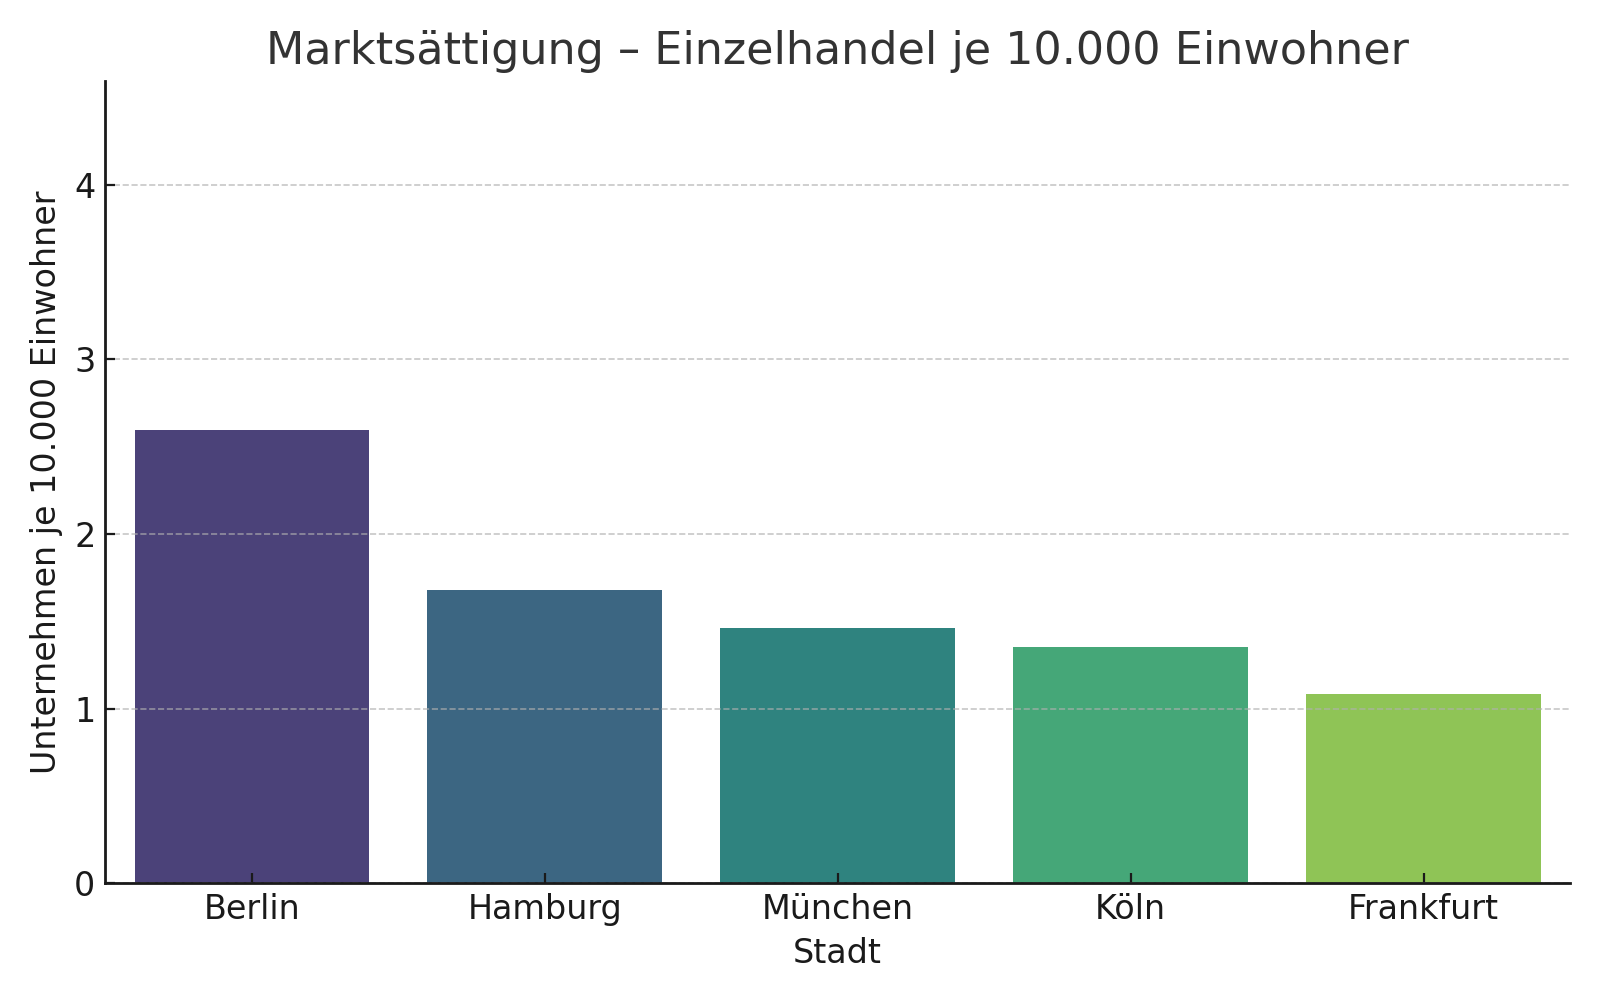 Marktsättigung – Einzelhandel je 10.000 Einwohner
Unternehmen je 10.000 Einwohner
4
3
2
1
0
Berlin Hamburg München Köln Frankfurt
Stadt